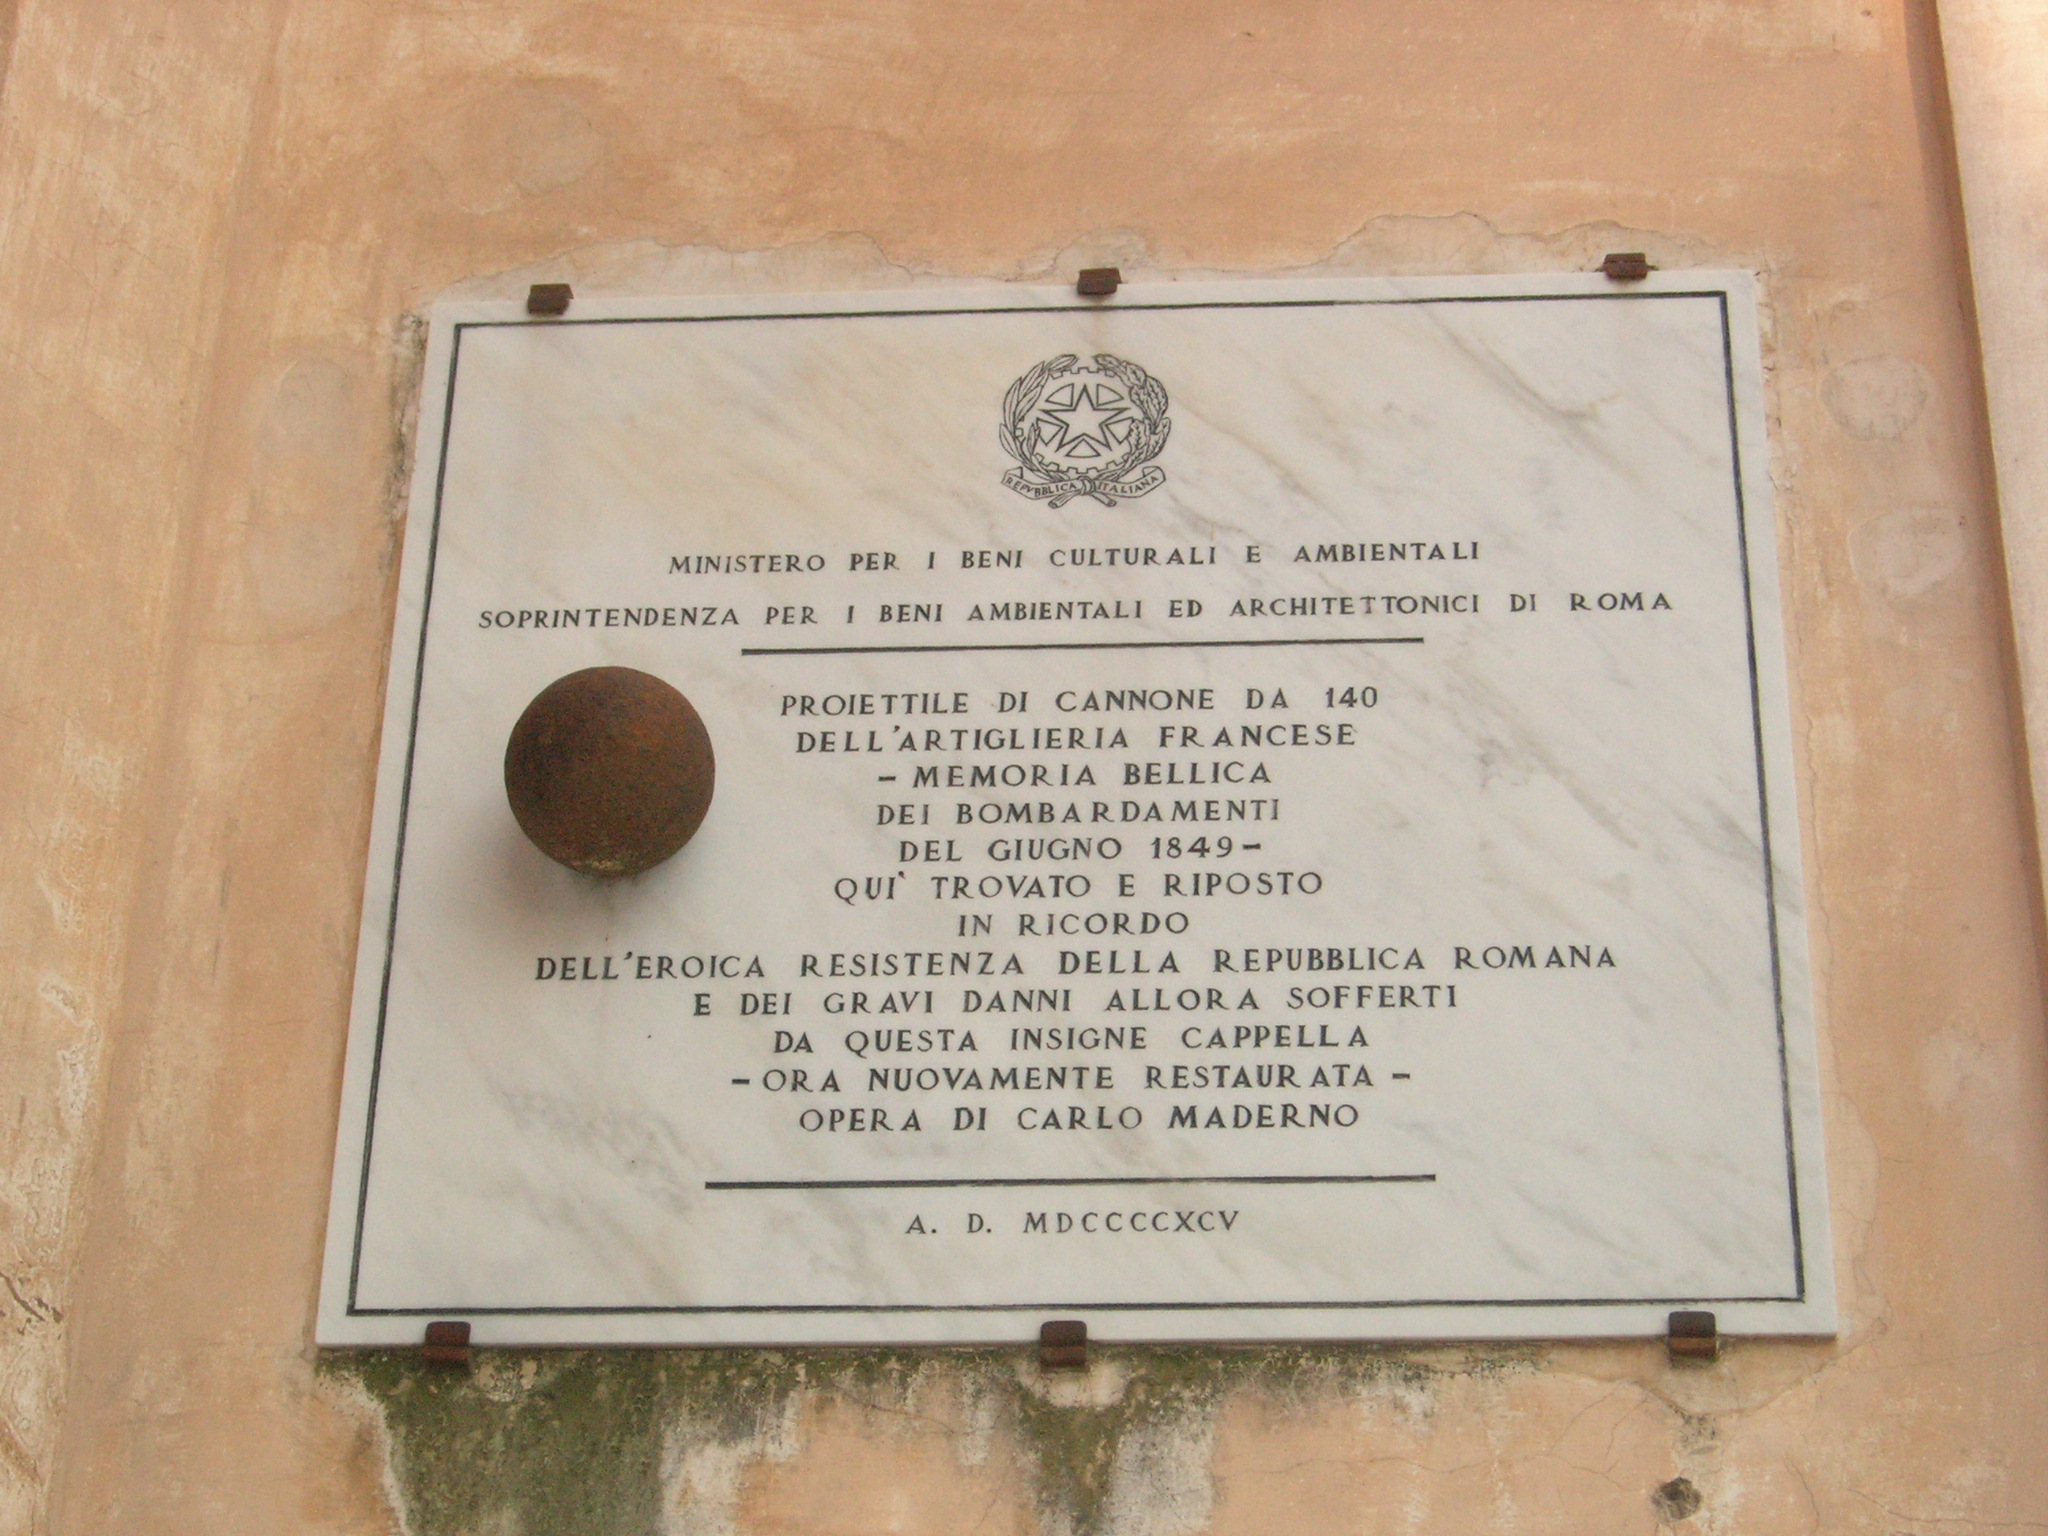 REPVBBLICA ITALIANA
MINISTERO PER I BENI CULTURALI E AMBIENTALI
SOPRINTENDENZA PER I BENI AMBIENTALI ED ARCHITETTONICI DI ROMA
PROIETTILE DI CANNONE DA 140
DELL'ARTIGLIERIA FRANCESE
- MEMORIA BELLICA
DEI BOMBARDAMENTI
DEL GIUGNO 1849 -
QUI` TROVATO E RIPOSTO
IN RICORDO
DELL'EROICA RESISTENZA DELLA REPUBBLICA ROMANA
E DEI GRAVI DANNI ALLORA SOFFERTI
DA QUESTA INSIGNE CAPPELLA
- ORA NUOVAMENTE RESTAURATA -
OPERA DI CARLO MADERNO
A. D. MDCCCCXCV